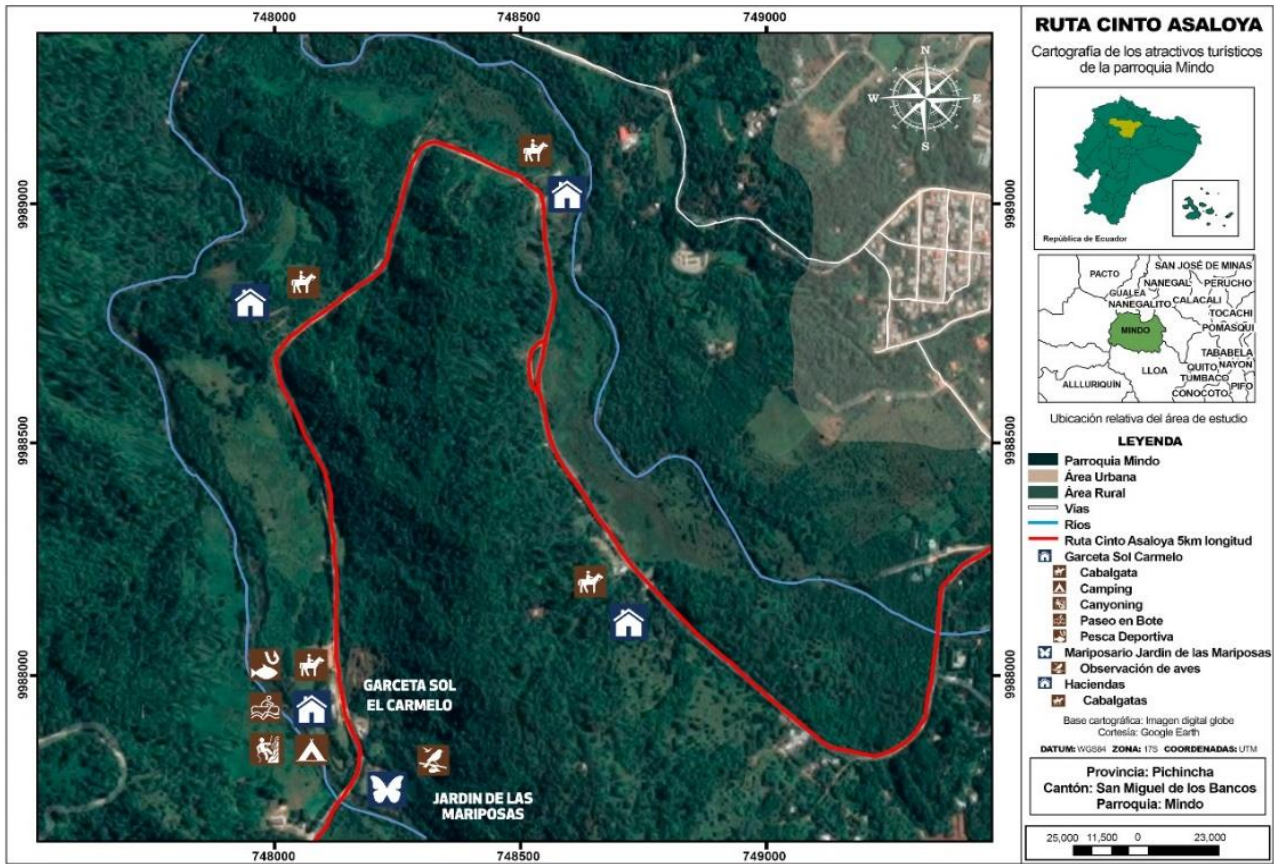 748000
748500
749000
9989000
9988500
9988000
9989000
9988500
9988000
748000
748500
749000
N
W
E
S
GARCETA SOL
EL CARMELO
JARDIN DE LAS
MARIPOSAS
RUTA CINTO ASALOYA
Cartografía de los atractivos turísticos
de la parroquia Mindo
República de Ecuador
PACTO
SAN JOSÉ DE MINAS
GUALEA
NANEGAL
PERUCHO
NANEGALITO
CALACALI
TOCACHI
MINDO
POMASQUI
TABABELA
LLOA
QUITO
NAYON
TUMBACO
ALLLURIQUÍN
CONOCOTO
PIFO
Ubicación relativa del área de estudio
LEYENDA
Parroquia Mindo
Área Urbana
Área Rural
Vías
Ríos
Ruta Cinto Asaloya 5km longitud
Garceta Sol Carmelo
Cabalgata
Camping
Canyoning
Paseo en Bote
Pesca Deportiva
Mariposario Jardin de las Mariposas
Observación de aves
Haciendas
Cabalgatas
Base cartográfica: Imagen digital globe
Cortesía: Google Earth
DATUM: WGS84 ZONA: 17S COORDENADAS: UTM
Provincia: Pichincha
Cantón: San Miguel de los Bancos
Parroquia: Mindo
25,000 11,500 0 23,000